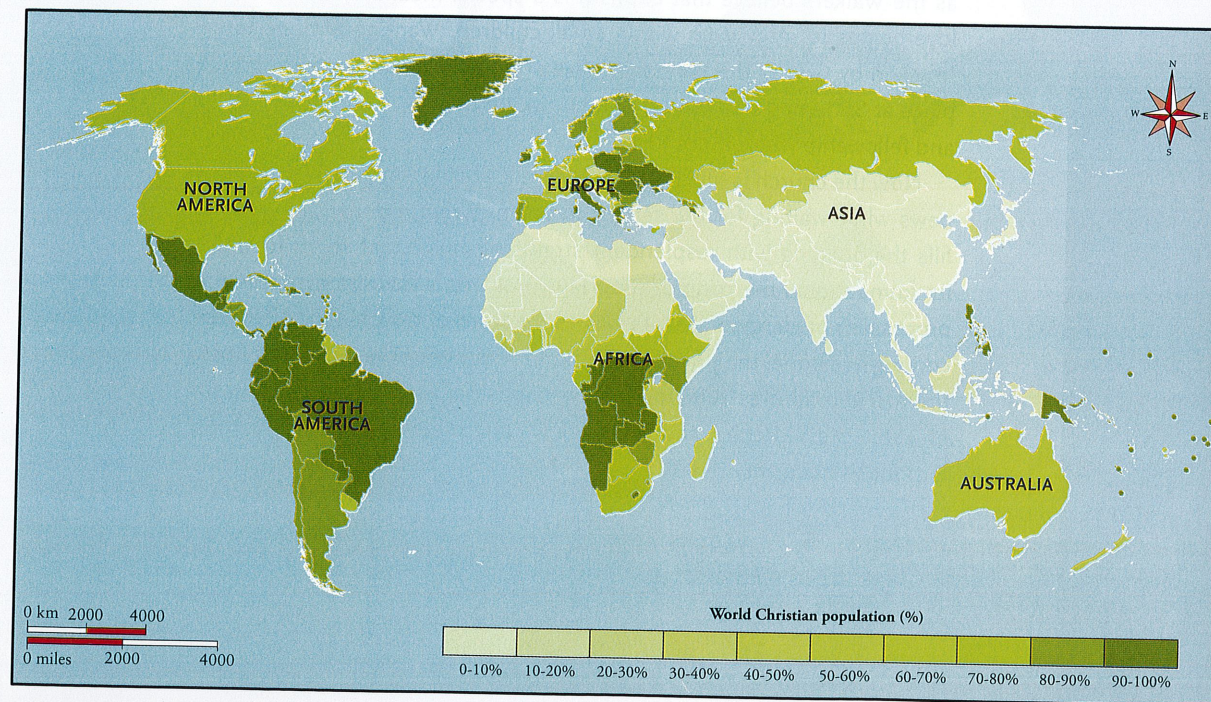 N
W
E
S
NORTH
AMERICA
EUROPE
ASIA
AFRICA
SOUTH
AMERICA
AUSTRALIA
0 km 2000 4000
0 miles 2000 4000
World Christian population (%)
0-10% 10-20% 20-30% 30-40% 40-50% 50-60% 60-70% 70-80% 80-90% 90-100%